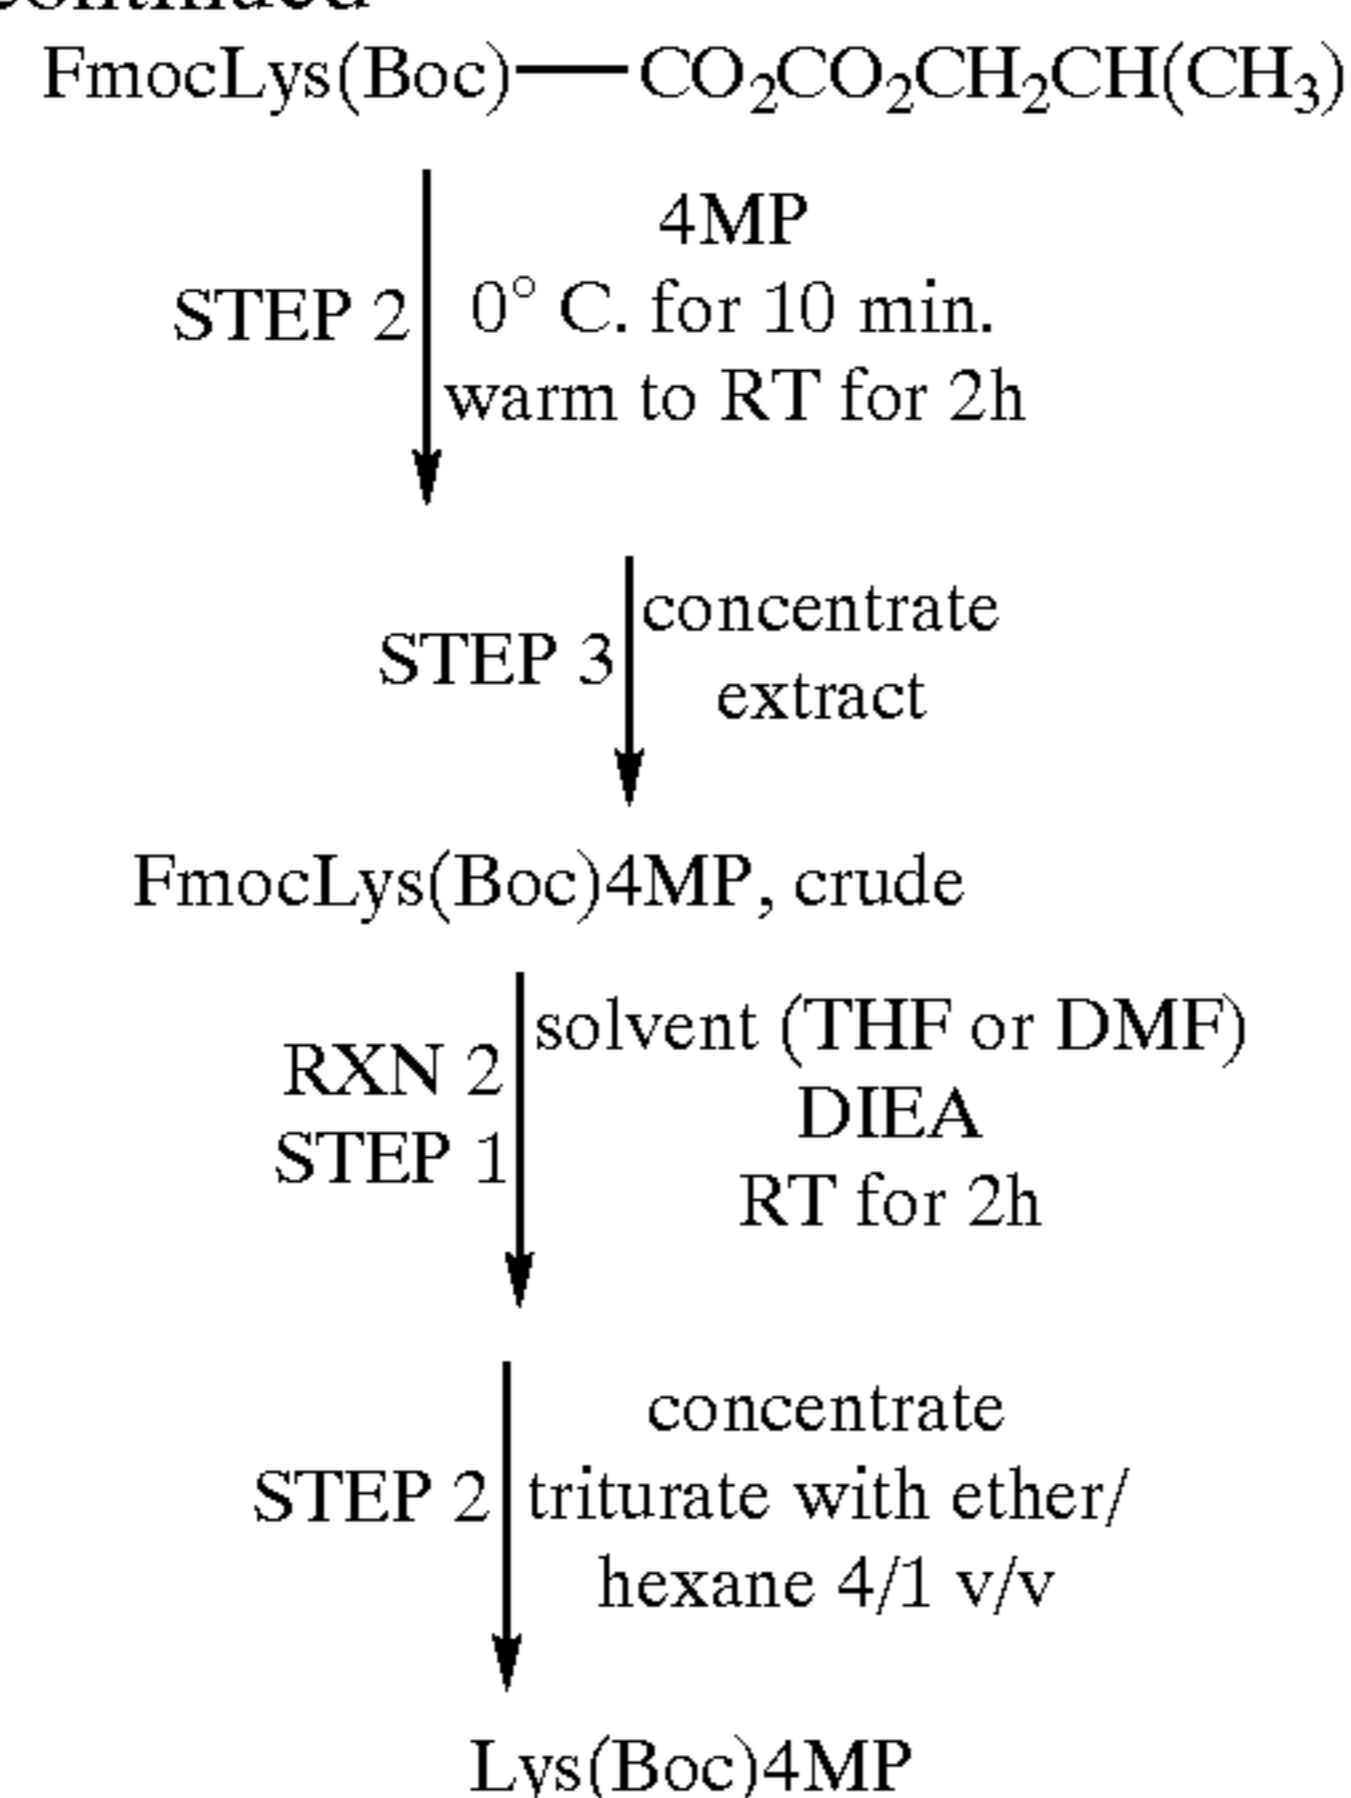 continued
FmocLys(Boc)—CO₂CO₂CH₂CH(CH₃)
4MP
STEP 2
0° C. for 10 min.
warm to RT for 2h
STEP 3
concentrate
extract
FmocLys(Boc)4MP, crude
RXN 2
STEP 1
solvent (THF or DMF)
DIEA
RT for 2h
STEP 2
concentrate
triturate with ether/
hexane 4/1 v/v
Lys(Boc)4MP